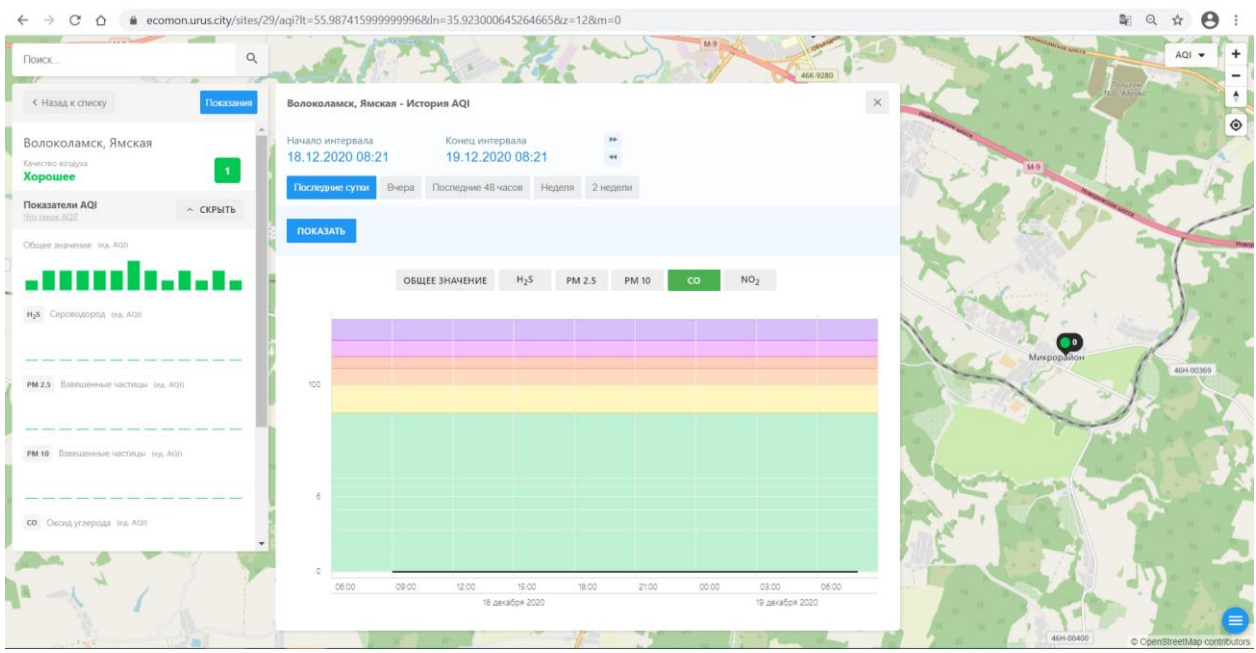 ecomon.urus.city/sites/29/aqi?lt=55.987415999999996&ln=35.923000645264665&z=12&m=0
Поиск...
Назад к списку
Показания
Волоколамск, Ямская
Качество воздуха
Хорошее
1
Показатели AQI
Что такое AQI?
СКРЫТЬ
Общее значение (ед. AQI)
H₂S Сероводород (ед. AQI)
PM 2.5 Взвешенные частицы (ед. AQI)
PM 10 Взвешенные частицы (ед. AQI)
CO Оксид углерода (ед. AQI)
Волоколамск, Ямская - История AQI
Начало интервала
18.12.2020 08:21
Конец интервала
19.12.2020 08:21
Последние сутки Вчера Последние 48 часов Неделя 2 недели
ПОКАЗАТЬ
ОБЩЕЕ ЗНАЧЕНИЕ H₂S PM 2.5 PM 10 CO NO₂
100
6
0
06:00 09:00 12:00 15:00 18:00 21:00 00:00 03:00 06:00
18 декабря 2020 19 декабря 2020
M-9
46К-9280
AQI
M-9
0
Микрорайон
46Н-00369
46Н-00400
© OpenStreetMap contributors